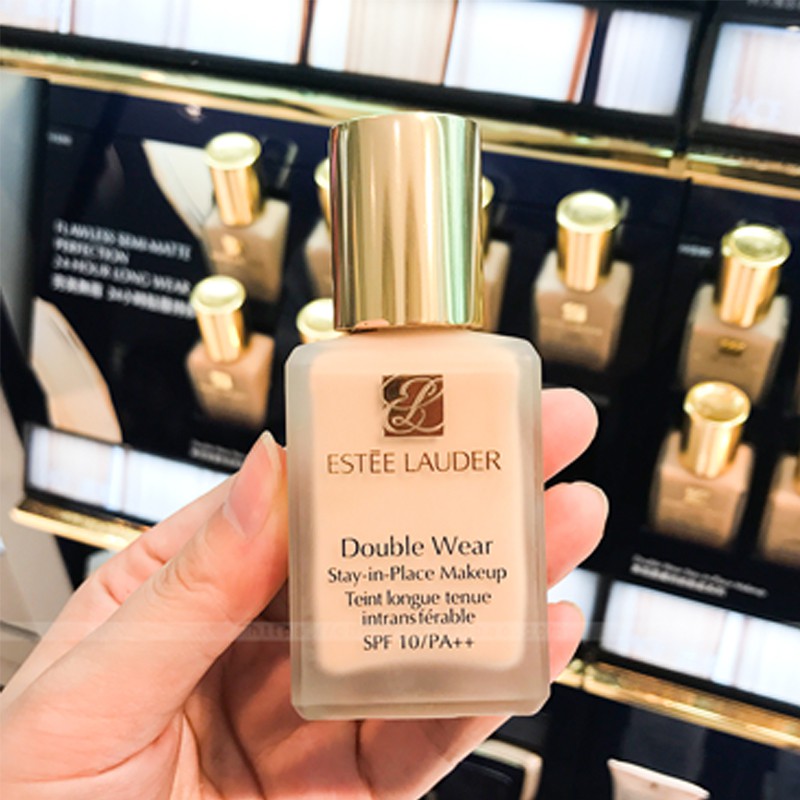 FLAWLESS SEMI-MATTE
PERFECTION
24-HOUR LONG WEAR
ESTĒE LAUDER
Double Wear
Stay-in-Place Makeup
Teint longue tenue
intransférable
SPF 10/PA++